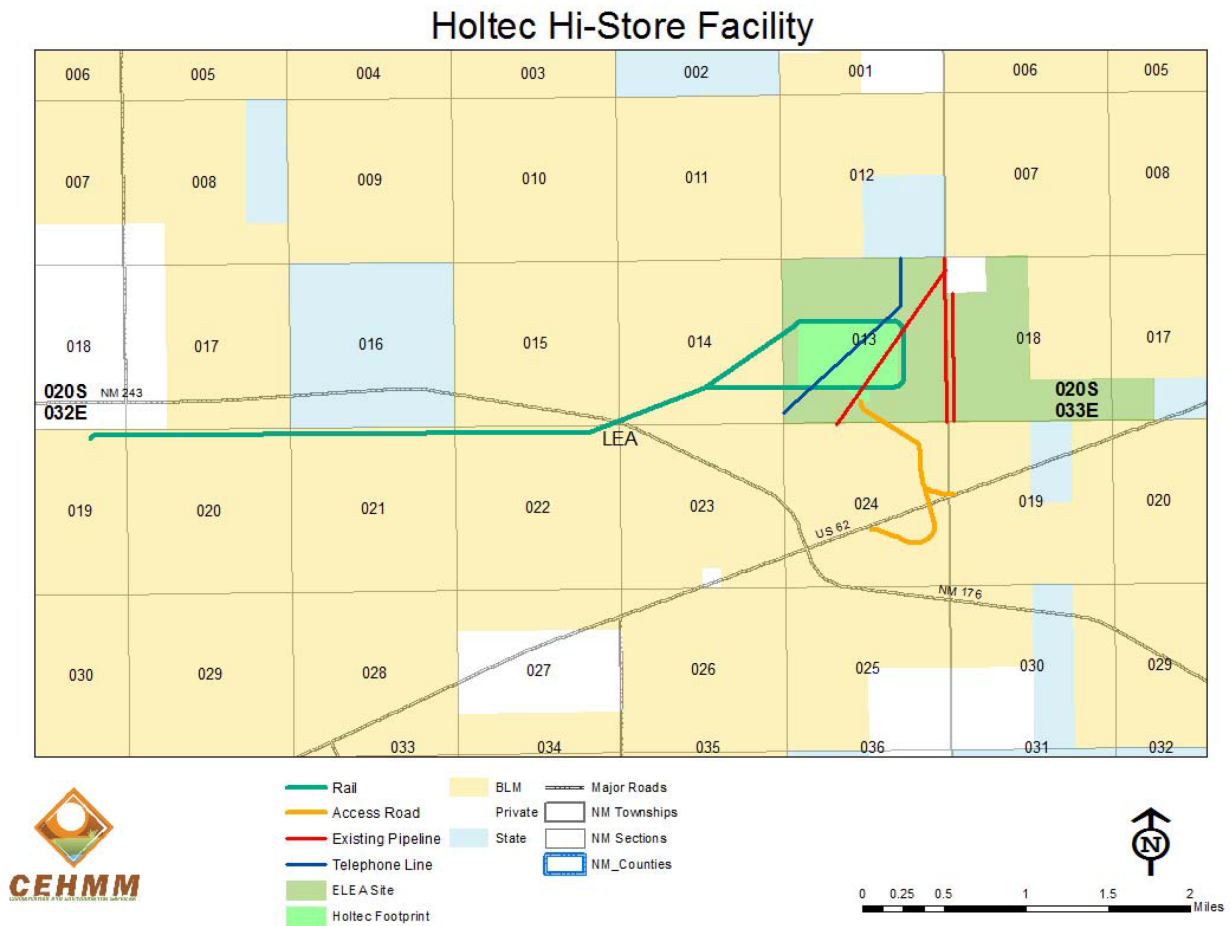 Holtec Hi-Store Facility
006 005 004 003 002 001 006 005
007 008 009 010 011 012 007 008
018 017 016 015 014 013 018 017
020S NM 243 020S
032E 033E
LEA
019 020 021 022 023 024 019 020
US 62
NM 176
030 029 028 027 026 025 030 029
033 034 035 036 031 032
Rail BLM Major Roads
Access Road Private NM Townships
Existing Pipeline State NM Sections
Telephone Line NM_Counties
ELEA Site
Holtec Footprint
CEHMM
N
0 0.25 0.5 1 1.5 2
Miles